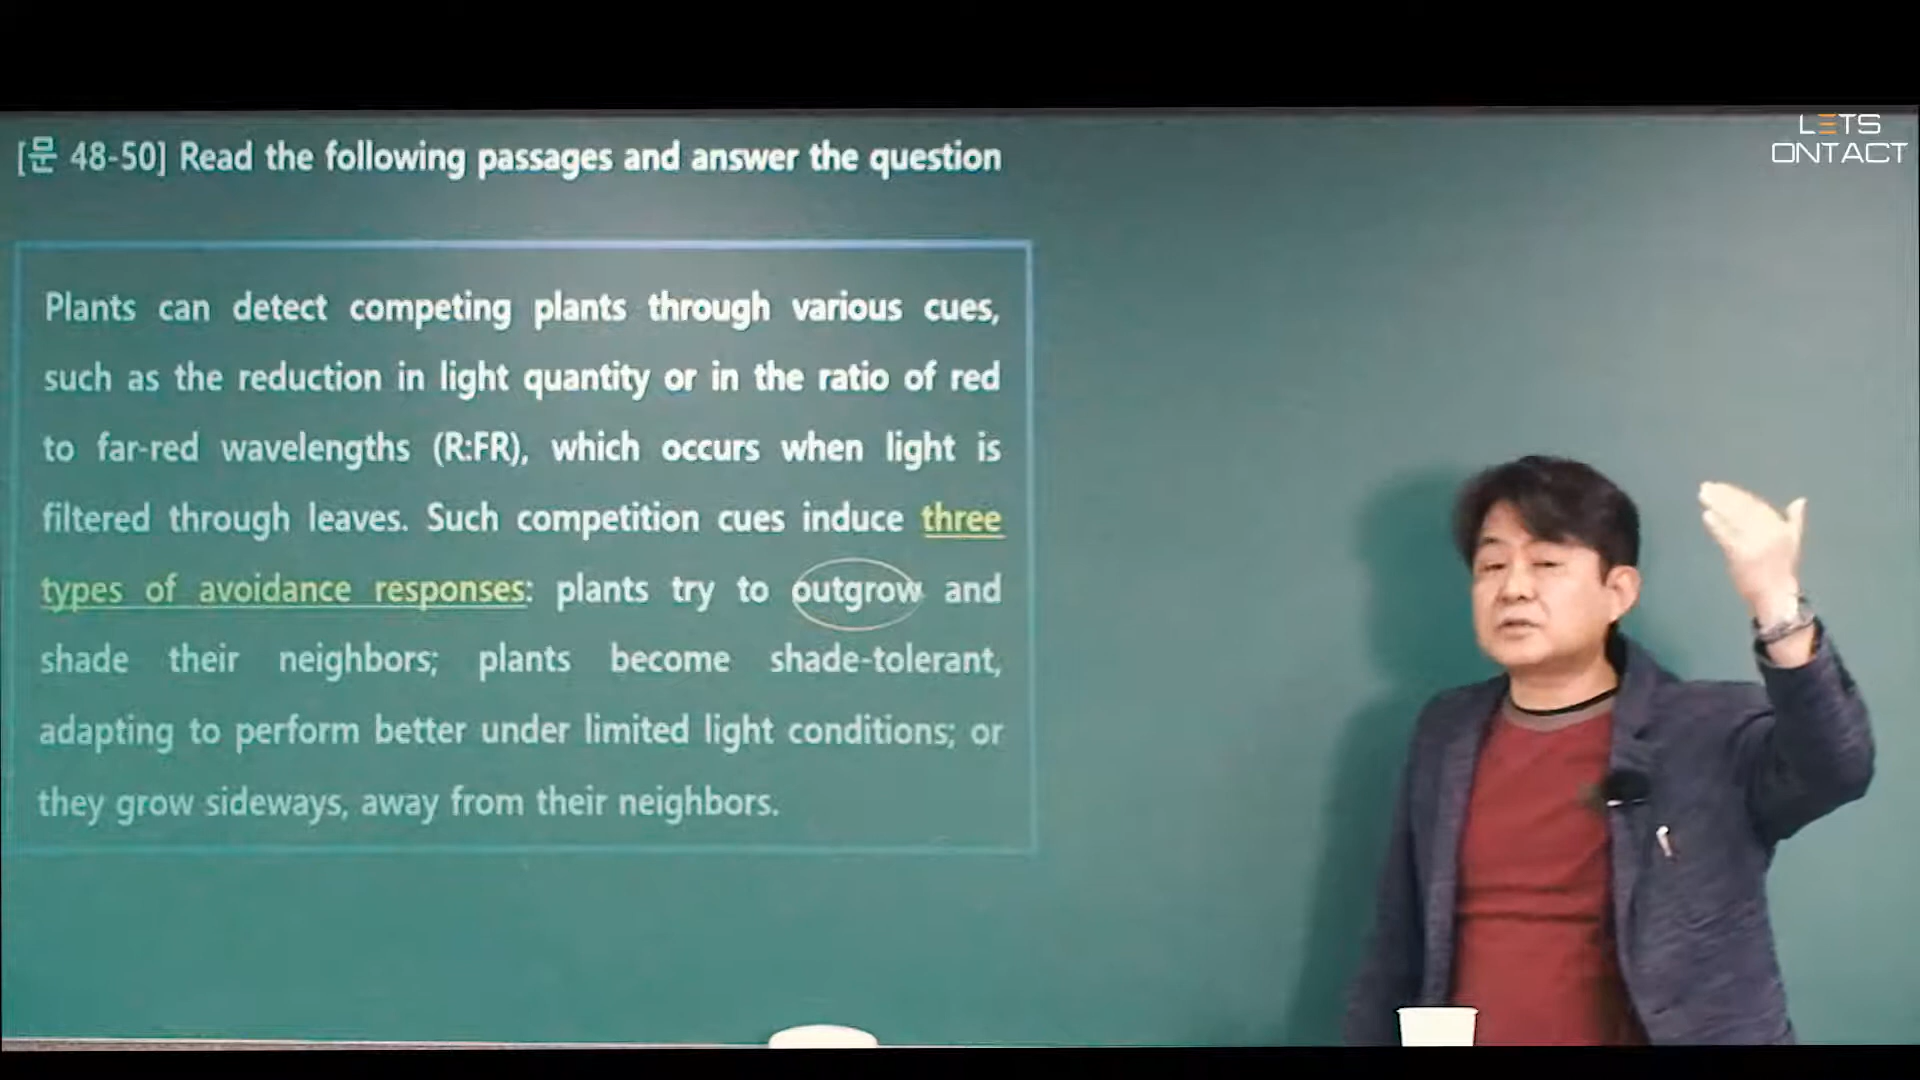 [문 48-50] Read the following passages and answer the question
LETS
ONTACT
Plants can detect competing plants through various cues,
such as the reduction in light quantity or in the ratio of red
to far-red wavelengths (R:FR), which occurs when light is
filtered through leaves. Such competition cues induce three
types of avoidance responses: plants try to outgrow and
shade their neighbors; plants become shade-tolerant,
adapting to perform better under limited light conditions; or
they grow sideways, away from their neighbors.